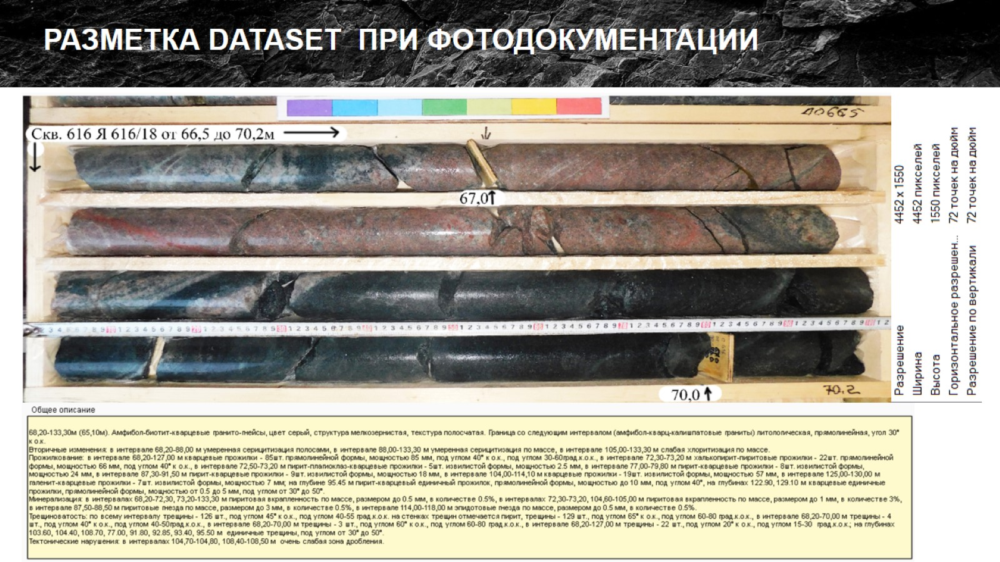 РАЗМЕТКА DATASET ПРИ ФОТОДОКУМЕНТАЦИИ
до 665
Скв. 616 Я 616/18 от 66,5 до 70,2м
67,0
70,0
70.2
Разрешение 4452 x 1550
Ширина 4452 пикселей
Высота 1550 пикселей
Горизонтальное разрешен... 72 точек на дюйм
Разрешение по вертикали 72 точек на дюйм
Общее описание
68,20-133,30м (65,10м). Амфибол-биотит-кварцевые гранито-гнейсы, цвет серый, структура мелкозернистая, текстура полосчатая. Граница со следующим интервалом (амфибол-кварц-калишпатовые граниты) литологическая, прямолинейная, угол 30°
к о.к.
Вторичные изменения: в интервале 68,20-88,00 м умеренная серицитизация полосами, в интервале 88,00-133,30 м умеренная серицитизация по массе, в интервале 105,00-133,30 м слабая хлоритизация по массе.
Прожилкование: в интервале 68,20-127,00 м кварцевые прожилки - 85шт. прямолинейной формы, мощностью 85 мм, под углом 40° к о.к., под углом 30-60град.к.о.к., в интервале 72,30-73,20 м халькопирит-пиритовые прожилки - 22шт. прямолинейной
формы, мощностью 66 мм, под углом 40° к о.к., в интервале 72,50-73,20 м пирит-плагиоклаз-кварцевые прожилки - 5шт. извилистой формы, мощностью 2.5 мм, в интервале 77,00-79,80 м пирит-кварцевые прожилки - 8шт. извилистой формы,
мощностью 24 мм, в интервале 87,30-91,50 м пирит-кварцевые прожилки - 9шт. извилистой формы, мощностью 18 мм, в интервале 104,00-114,10 м кварцевые прожилки - 19шт. извилистой формы, мощностью 57 мм, в интервале 125,00-130,00 м
галенит-кварцевые прожилки - 7шт. извилистой формы, мощностью 7 мм; на глубине 95.45 м пирит-кварцевый единичный прожилок, прямолинейной формы, мощностью до 10 мм, под углом 40°, на глубинах 122.90, 129.10 м кварцевые единичные
прожилки, прямолинейной формы, мощностью от 0.5 до 5 мм, под углом от 30° до 50°.
Минерализация: в интервалах 68,20-72,30, 73,20-133,30 м пиритовая вкрапленность по массе, размером до 0.5 мм, в количестве 0.5%, в интервалах 72,30-73,20, 104,60-105,00 м пиритовая вкрапленность по массе, размером до 1 мм, в количестве 3%,
в интервале 87,50-88,50 м пиритовые гнезда по массе, размером до 3 мм, в количестве 0.5%, в интервале 114,00-118,00 м эпидотовые гнезда по массе, размером до 0.5 мм, в количестве 0.5%.
Трещиноватость: по всему интервалу трещины - 126 шт., под углом 45° к о.к., под углом 40-55 град.к.о.к. на стенках трещин отмечается пирит, трещины - 129 шт., под углом 65° к о.к., под углом 60-80 град.к.о.к., в интервале 68,20-70,00 м трещины - 4
шт., под углом 40° к о.к., под углом 40-50град.к.о.к., в интервале 68,20-70,00 м трещины - 3 шт., под углом 60° к о.к., под углом 60-80 град.к.о.к., в интервале 68,20-127,00 м трещины - 22 шт., под углом 20° к о.к., под углом 15-30 град.к.о.к.; на глубинах
103.60, 104.40, 108.70, 77.00, 91.80, 92.85, 93.40, 95.50 м единичные трещины, под углом от 30° до 50°.
Тектонические нарушения: в интервалах 104,70-104,80, 108,40-108,50 м очень слабая зона дробления.